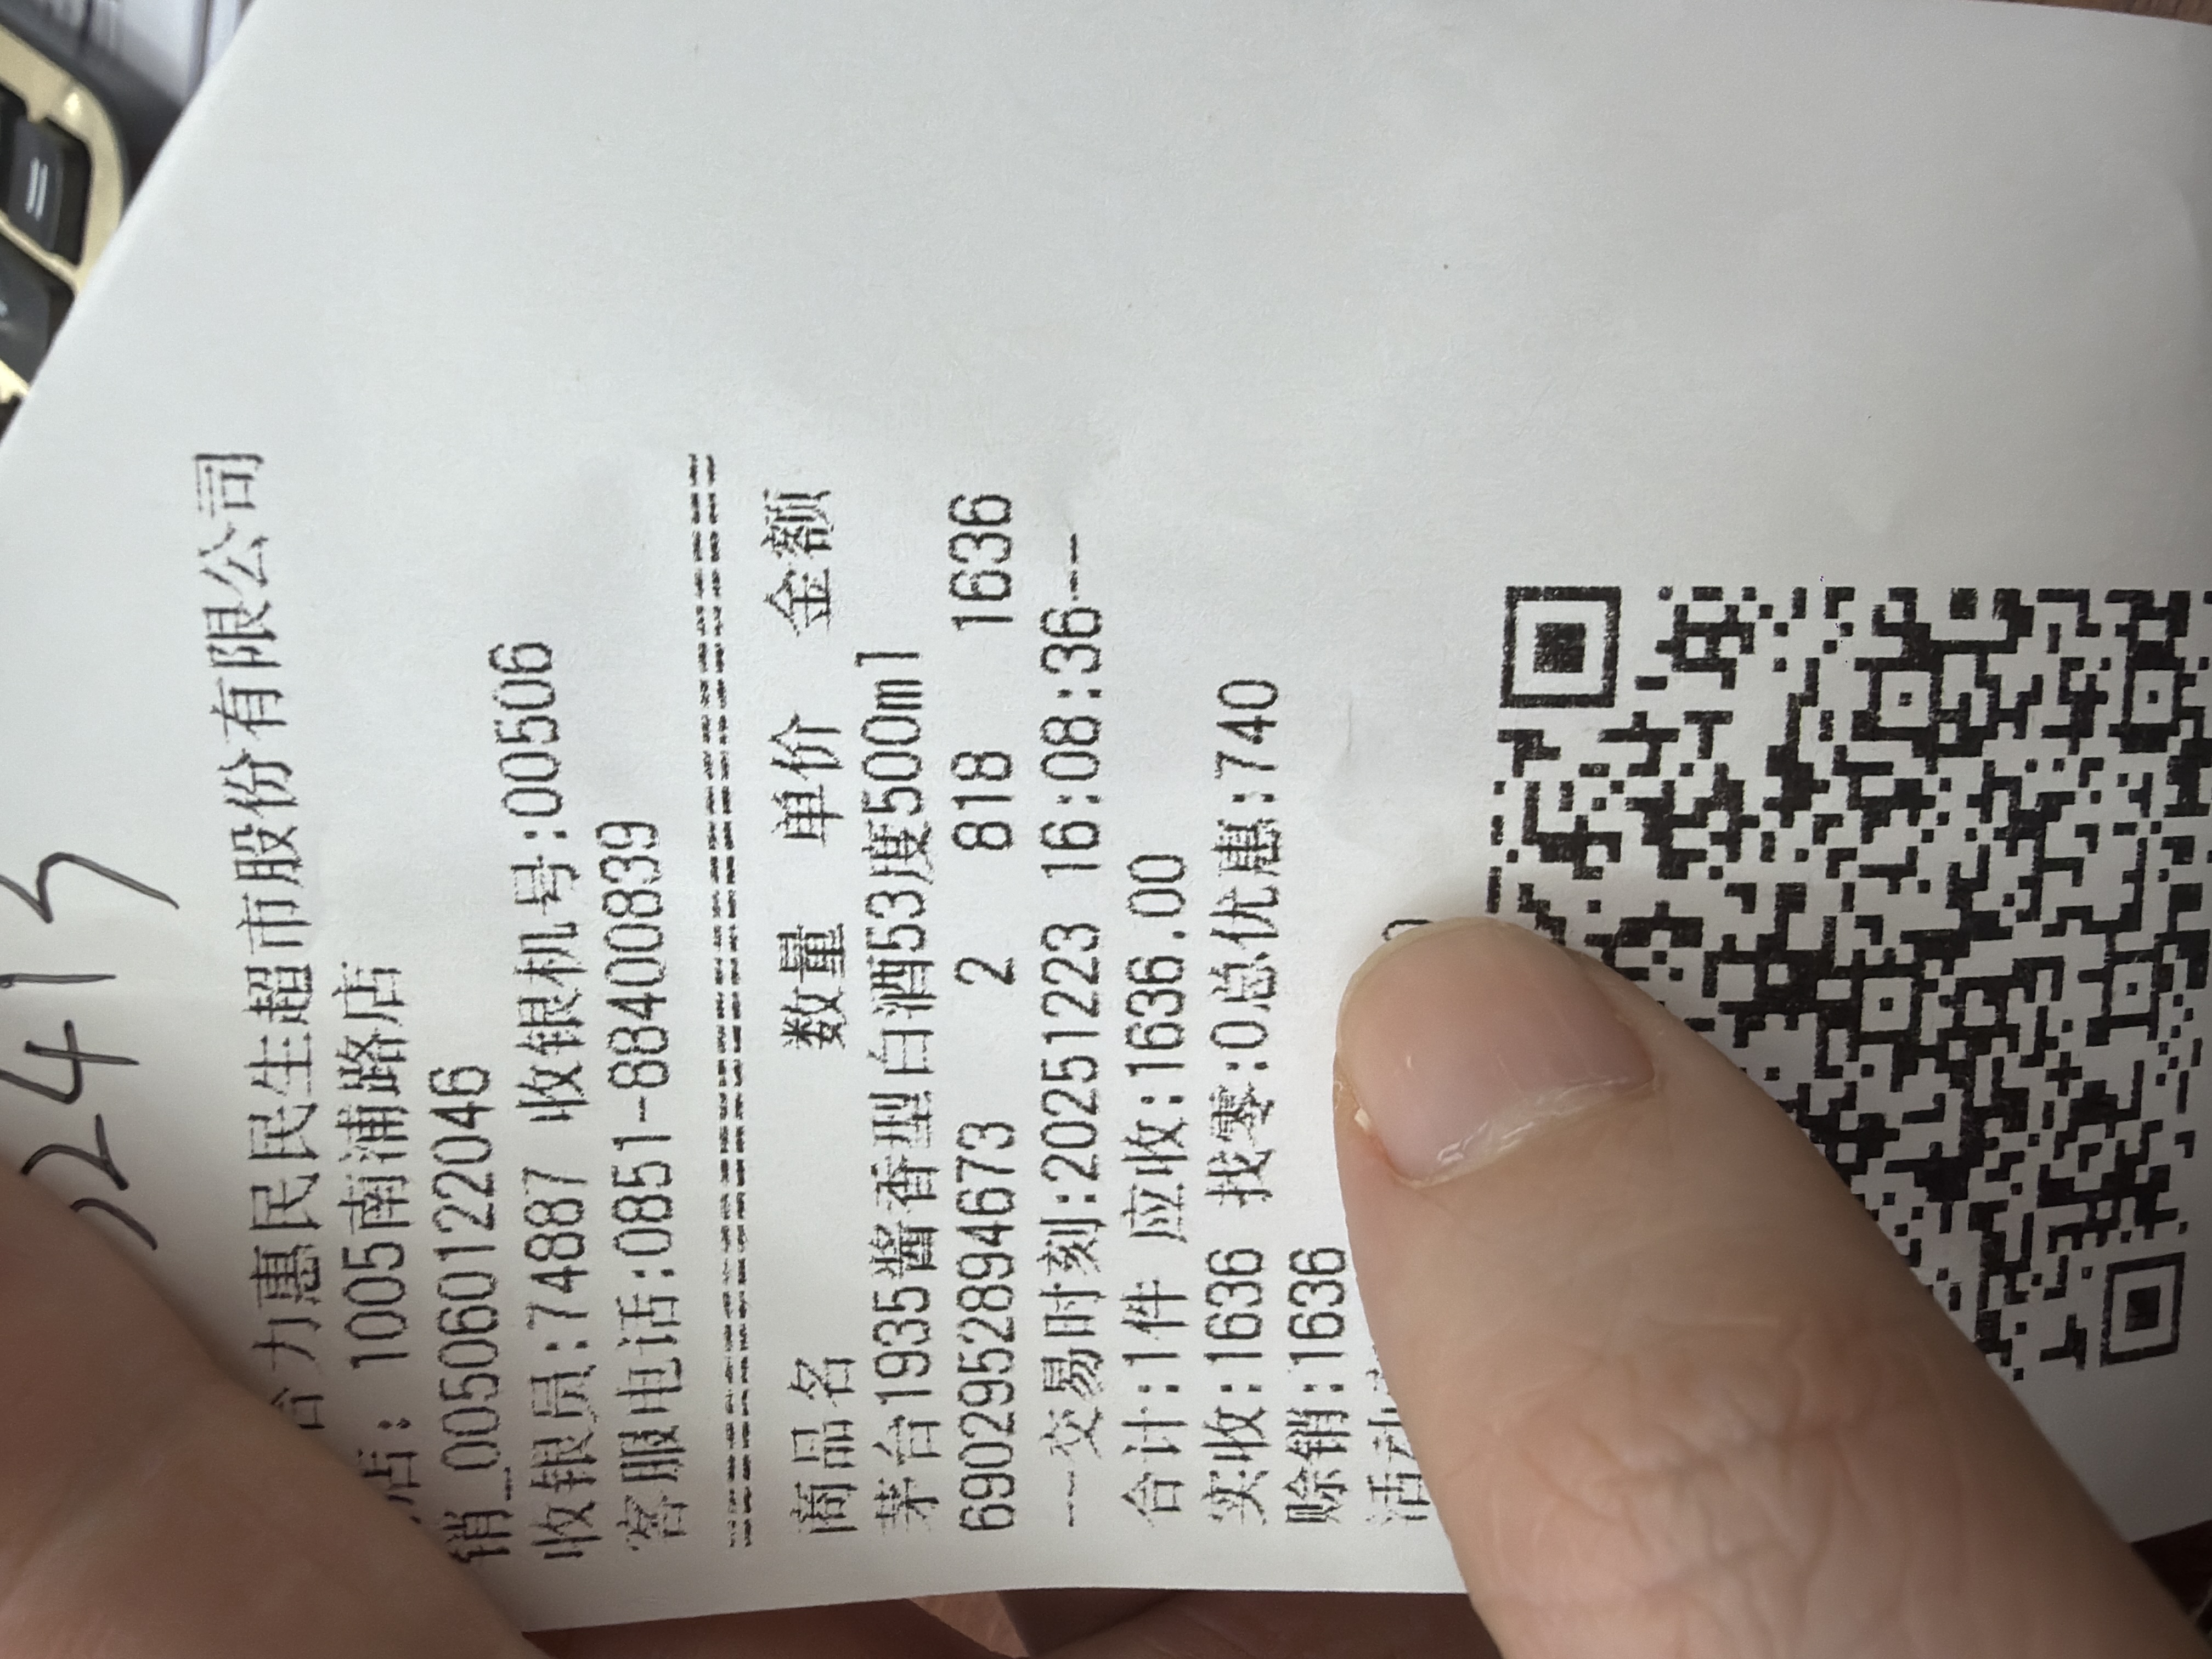 2415
合力惠民民生超市股份有限公司
店: 1005南浦路店
销_005060122046
收银员:74887 收银机号:00506
客服电话:0851-88400839
商品名 数量 单价 金额
茅台1935酱香型白酒53度500ml
6902952894673 2 818 1636
---交易时刻:20251223 16:08:36---
合计:1件 应收:1636.00
实收:1636 找零:0总优惠:740
赊销:1636
活动